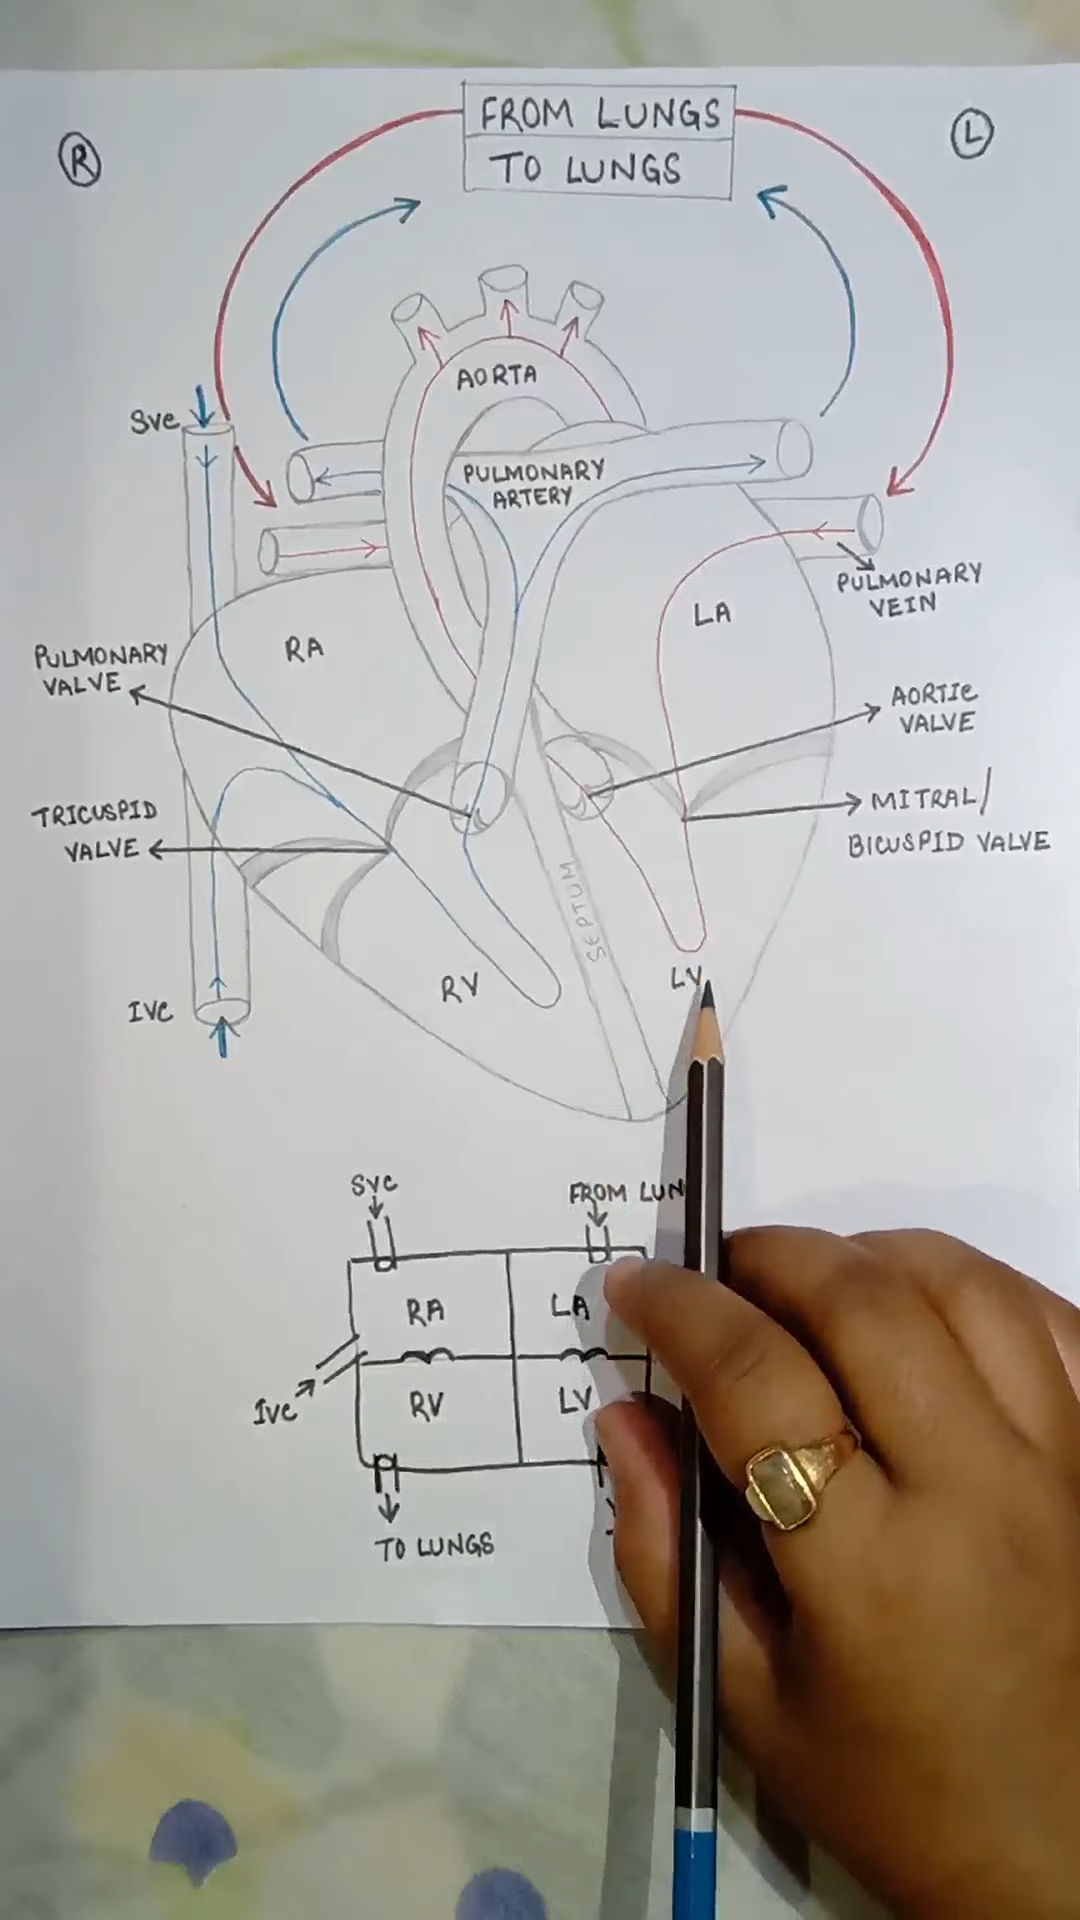 FROM LUNGS
TO LUNGS
R
L
AORTA
SVC
PULMONARY
ARTERY
PULMONARY
VEIN
LA
RA
PULMONARY
VALVE
AORTIC
VALVE
TRICUSPID
VALVE
MITRAL/
BICUSPID VALVE
SEPTUM
RV
LV
IVC
SVC
FROM LUN
RA
LA
RV
LV
IVC
TO LUNGS